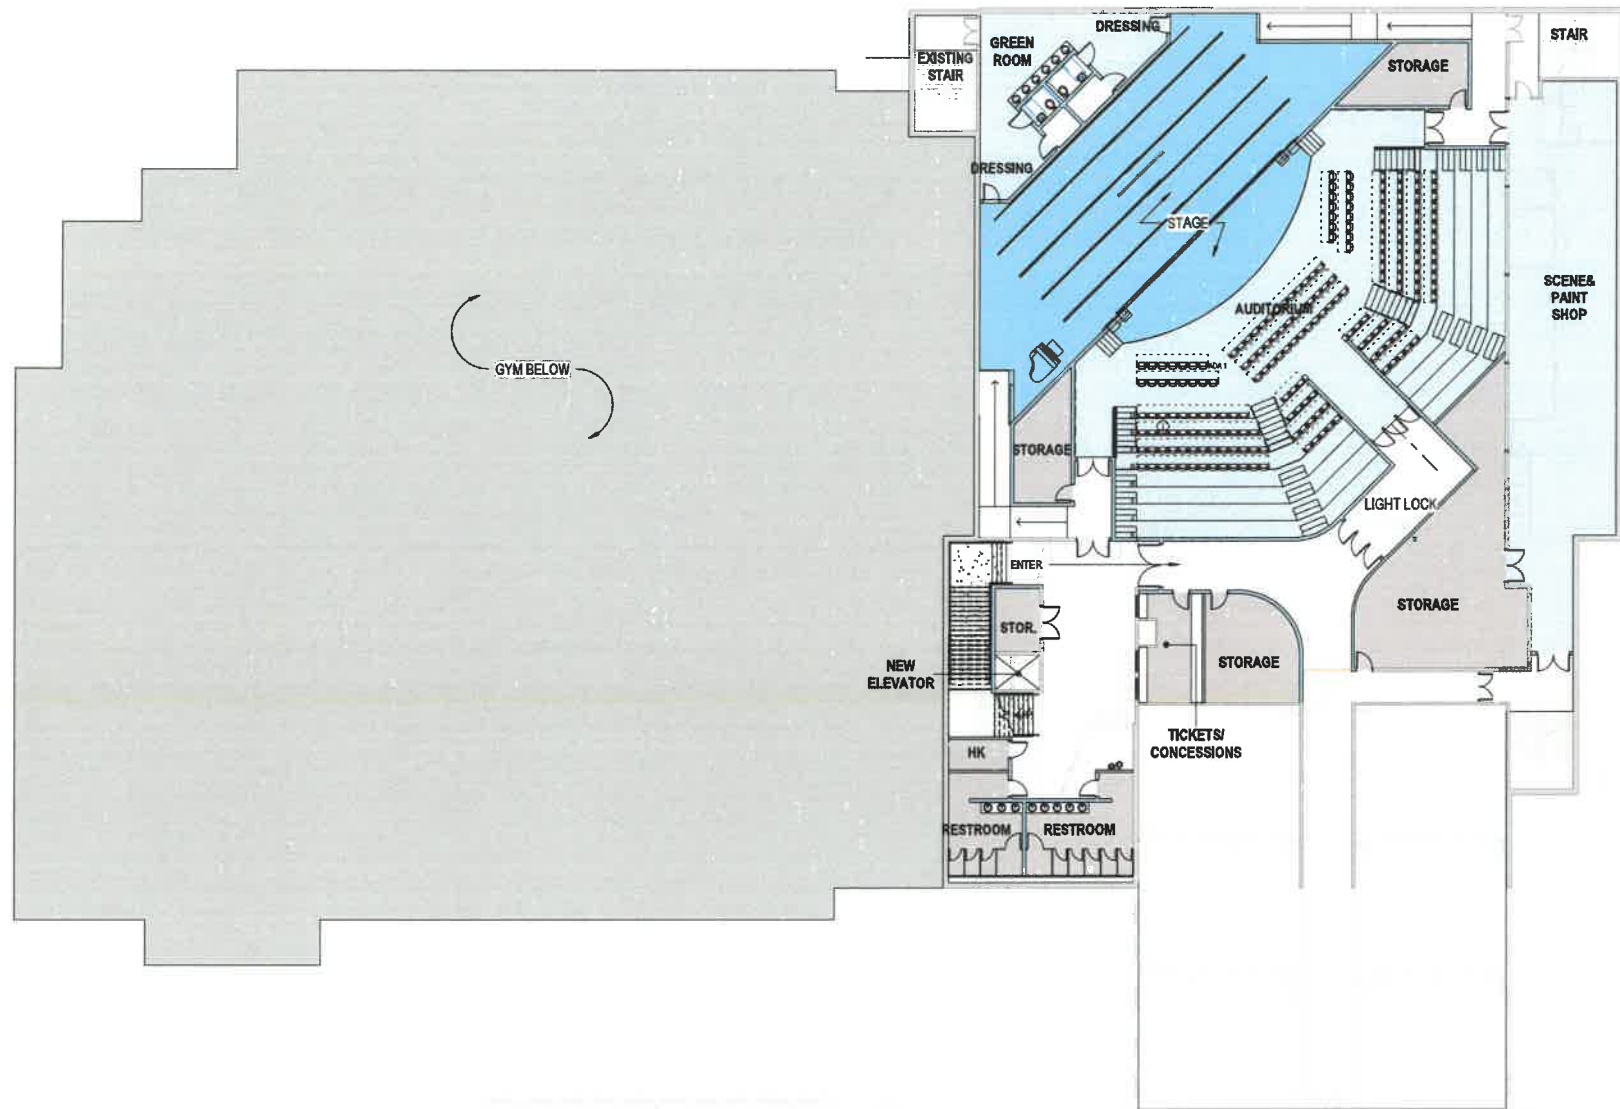 DRESSING
GREEN
ROOM
EXISTING
STAIR
STAIR
STORAGE
DRESSING
STAGE
SCENE&
PAINT
SHOP
AUDITORIUM
GYM BELOW
STORAGE
LIGHT LOCK
ENTER
STOR.
STORAGE
NEW
ELEVATOR
STORAGE
TICKETS/
CONCESSIONS
HK
RESTROOM
RESTROOM